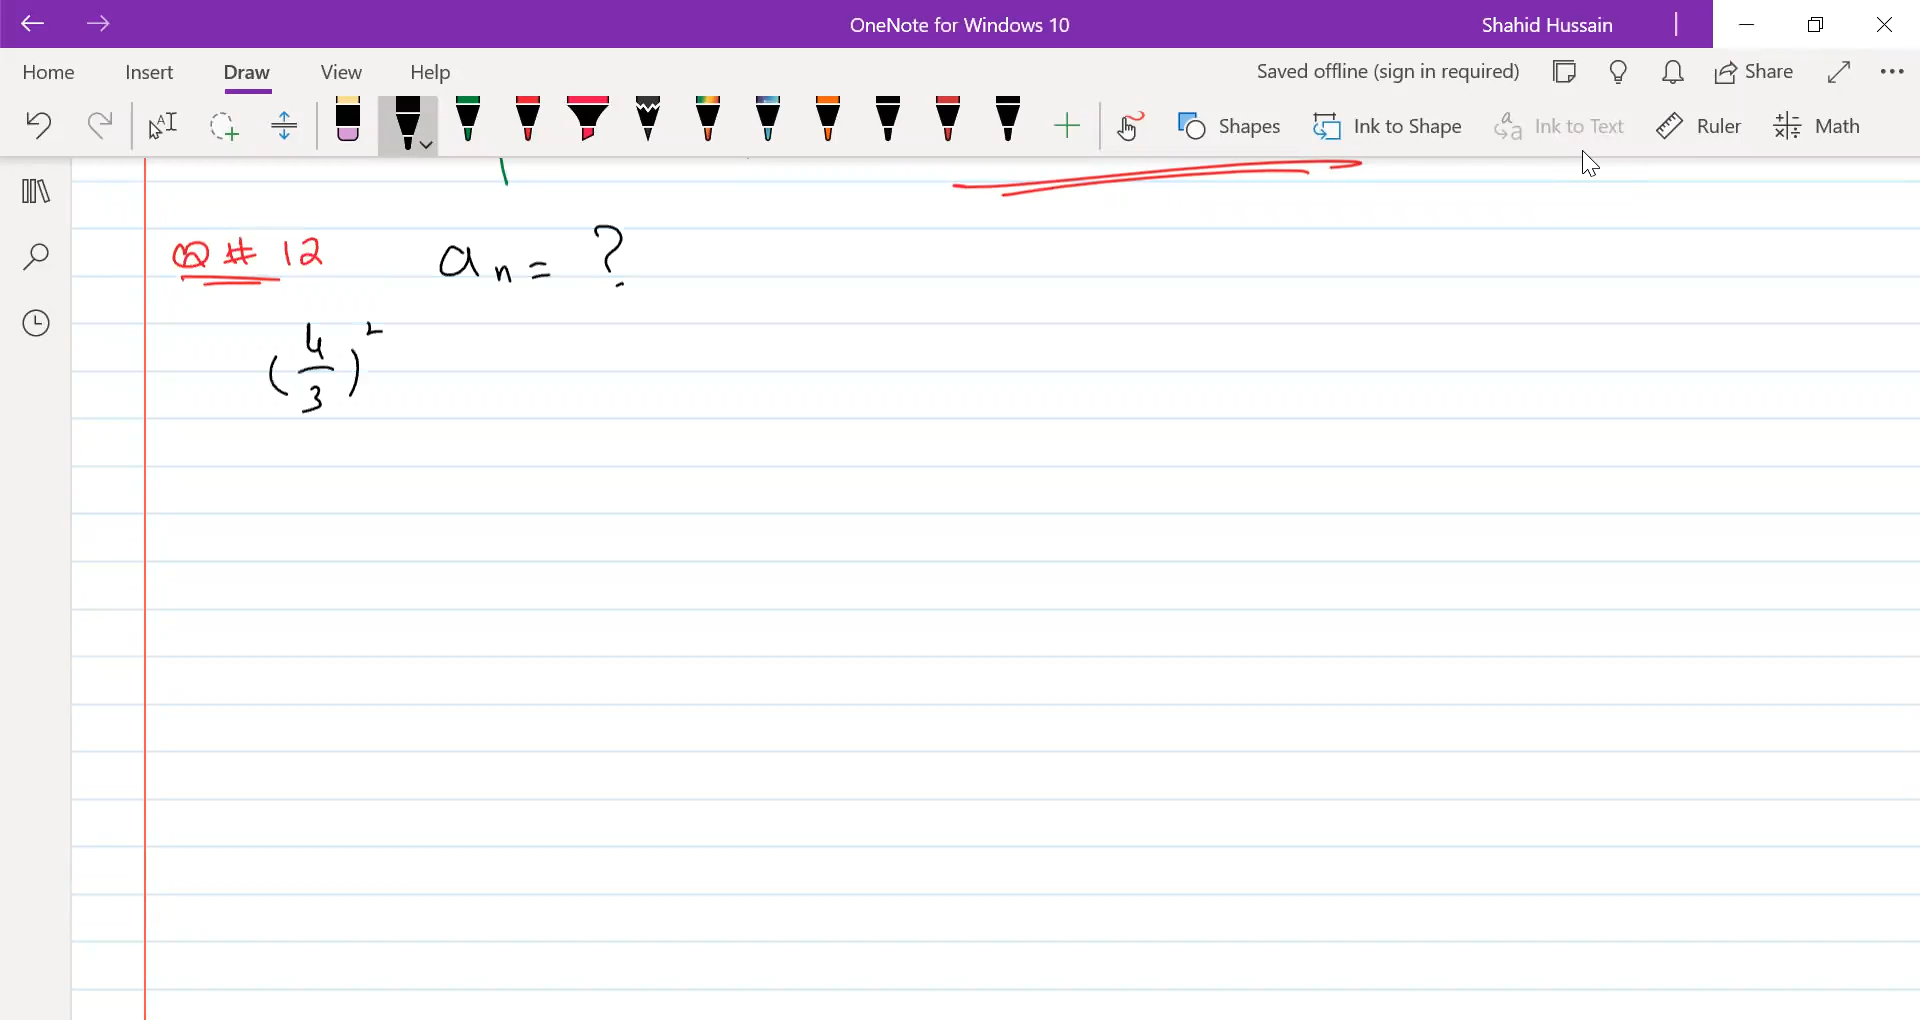 OneNote for Windows 10
Shahid Hussain
Home Insert Draw View Help
Saved offline (sign in required)
Share
Shapes
Ink to Shape
Ink to Text
Ruler
Math
Q # 12 aₙ = ?
(4/3)²